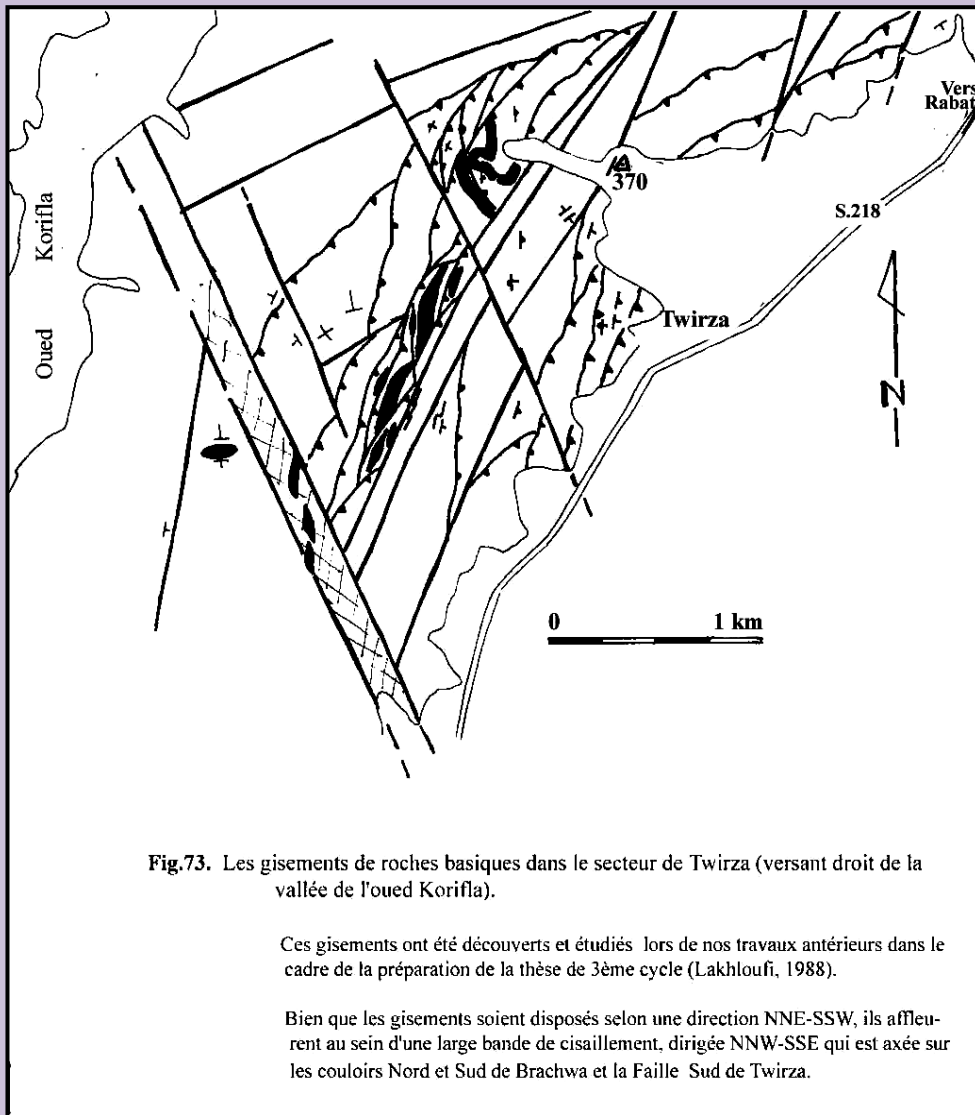 Vers
Rabat
370
S.218
Oued Korifla
Twirza
N
0 1 km
Fig.73. Les gisements de roches basiques dans le secteur de Twirza (versant droit de la
vallée de l'oued Korifla).
Ces gisements ont été découverts et étudiés lors de nos travaux antérieurs dans le
cadre de la préparation de la thèse de 3ème cycle (Lakhloufi, 1988).
Bien que les gisements soient disposés selon une direction NNE-SSW, ils affleu-
rent au sein d'une large bande de cisaillement, dirigée NNW-SSE qui est axée sur
les couloirs Nord et Sud de Brachwa et la Faille Sud de Twirza.